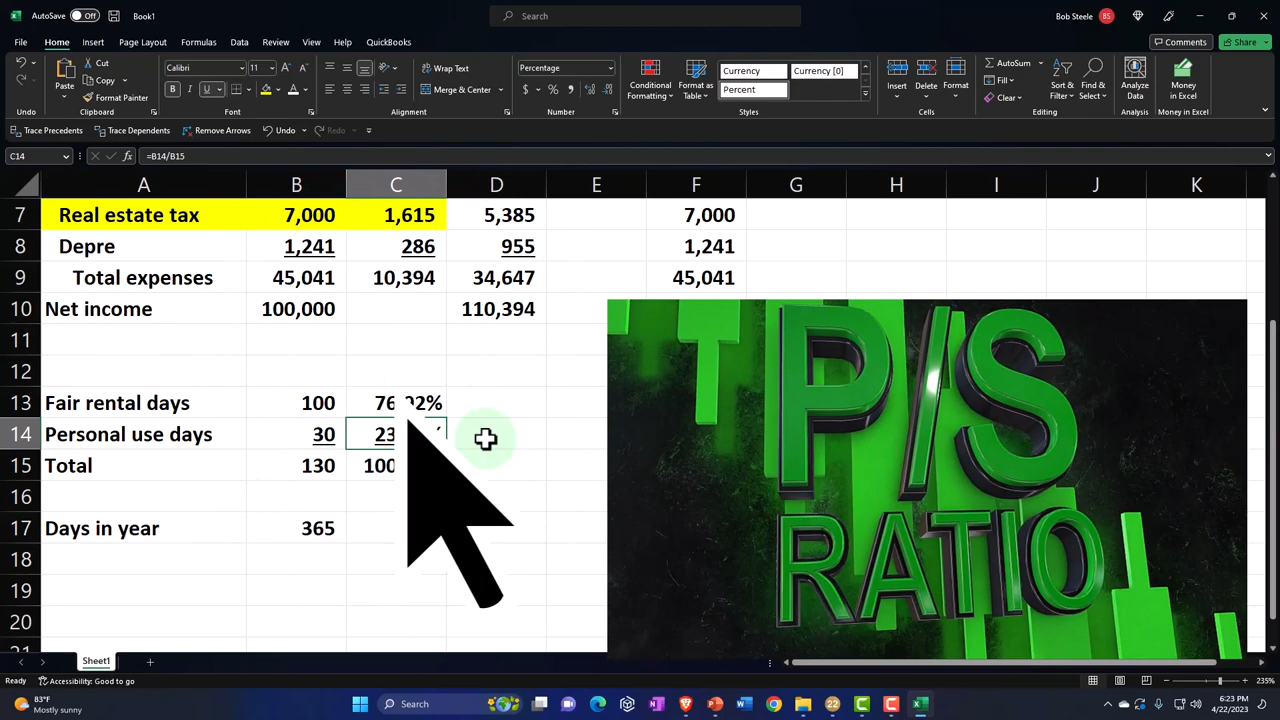 AutoSave Off Book1 Search Bob Steele BS
File Home Insert Page Layout Formulas Data Review View Help QuickBooks Comments Share
Cut Calibri 11 Wrap Text Percentage Currency Currency [0] AutoSum
Paste Copy Conditional Formatting Format as Table Insert Delete Format Fill Sort & Filter Find & Select Analyze Data Money in Excel
Format Painter B I U Merge & Center $ % Percent Clear
Undo Clipboard Font Alignment Number Styles Cells Editing Analysis Money in Excel
Trace Precedents Trace Dependents Remove Arrows Undo Redo
C14 fx =B14/B15
A B C D E F G H I J K
7 Real estate tax 7,000 1,615 5,385 7,000
8 Depre 1,241 286 955 1,241
9 Total expenses 45,041 10,394 34,647 45,041
10 Net income 100,000 110,394
11
12
13 Fair rental days 100
14 Personal use days 30
15 Total 130
16
17 Days in year 365
18
19
20
P/S
RATIO
Sheet1
Ready Accessibility: Good to go 235%
83°F
Mostly sunny
Search
22
6:23 PM
4/22/2023